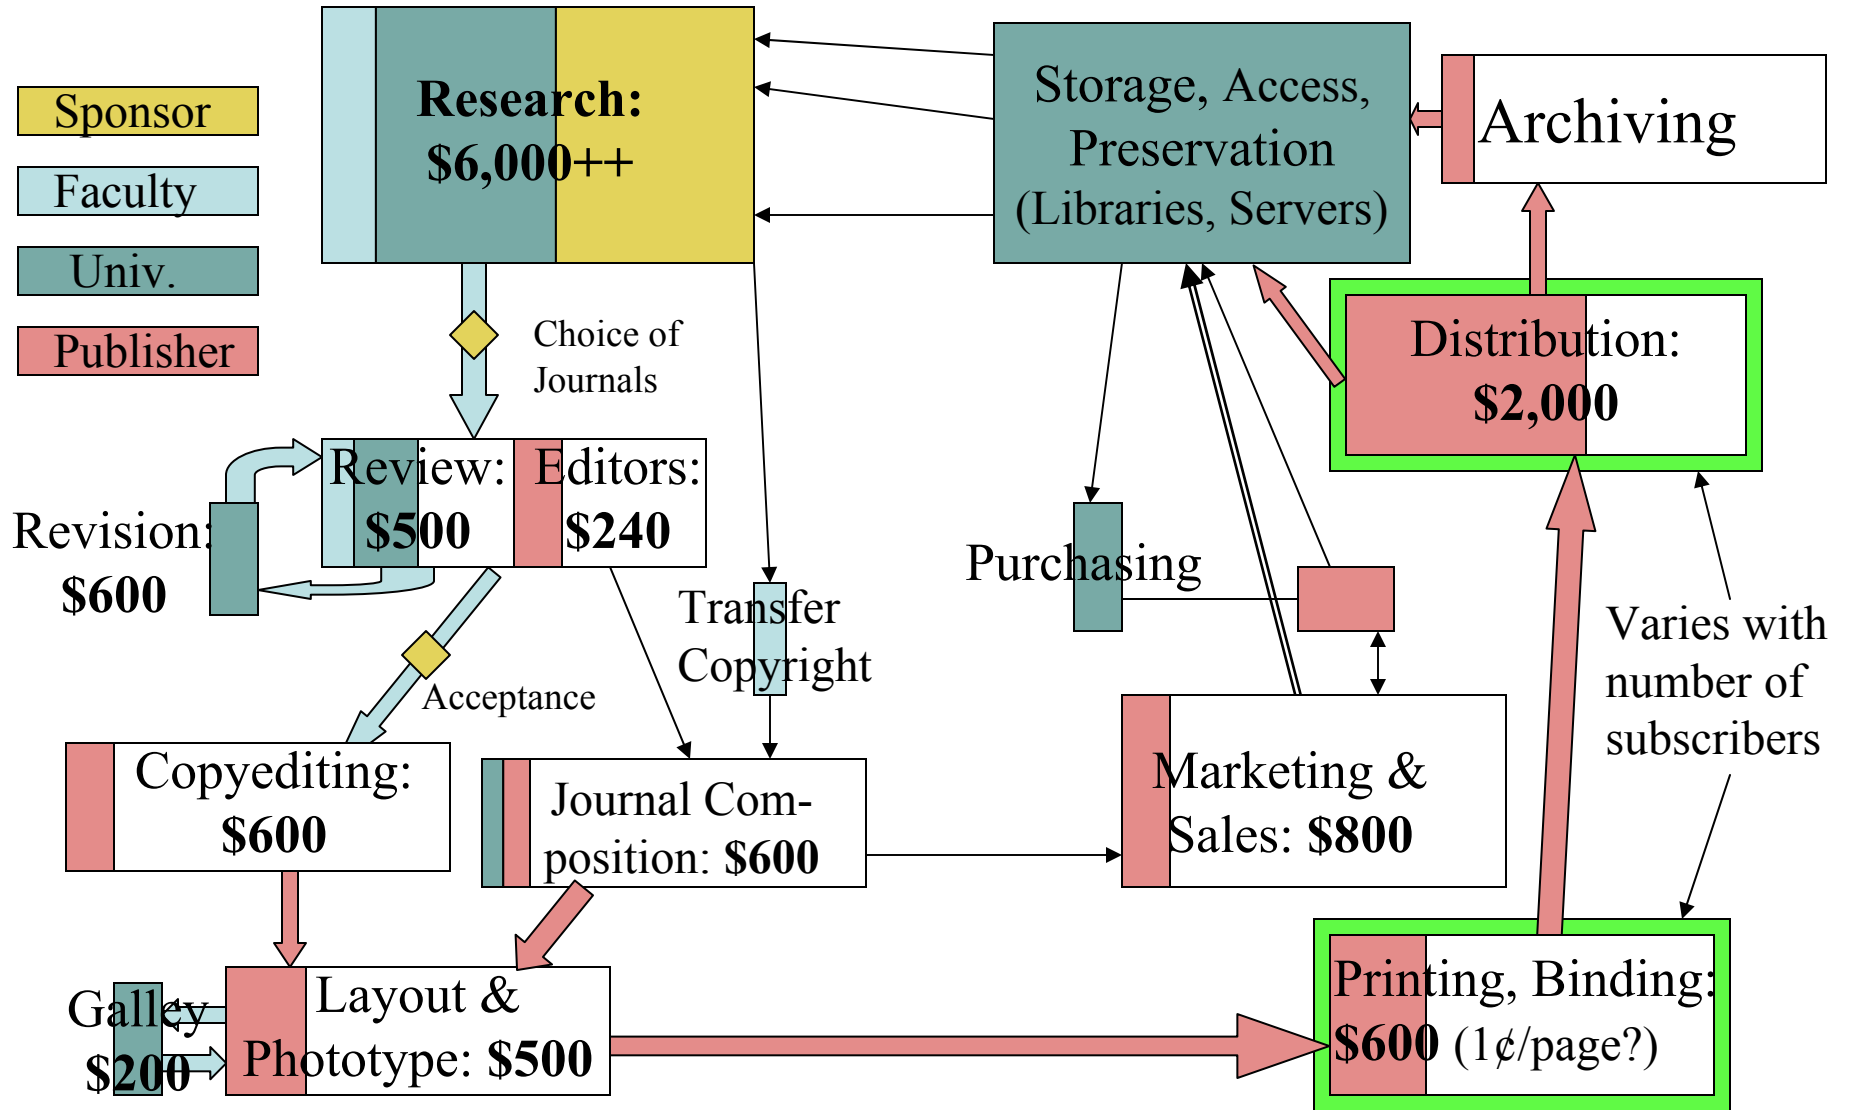 Sponsor
Faculty
Univ.
Publisher
Research:
$6,000++
Storage, Access,
Preservation
(Libraries, Servers)
Archiving
Choice of
Journals
Distribution:
$2,000
Review:
$500
Editors:
$240
Revision:
$600
Purchasing
Transfer
Copyright
Varies with
number of
subscribers
Acceptance
Copyediting:
$600
Journal Com-
position: $600
Marketing &
Sales: $800
Galley
$200
Layout &
Phototype: $500
Printing, Binding:
$600 (1¢/page?)